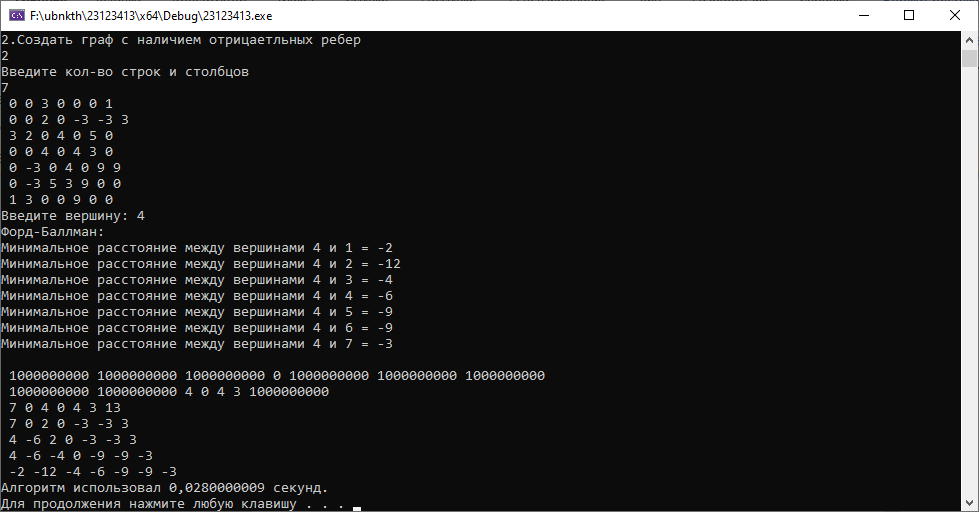 F:\ubnkth\23123413\x64\Debug\23123413.exe
2.Создать граф с наличием отрицаетльных ребер
2
Введите кол-во строк и столбцов
7
0 0 3 0 0 0 1
0 0 2 0 -3 -3 3
3 2 0 4 0 5 0
0 0 4 0 4 3 0
0 -3 0 4 0 9 9
0 -3 5 3 9 0 0
1 3 0 0 9 0 0
Введите вершину: 4
Форд-Баллман:
Минимальное расстояние между вершинами 4 и 1 = -2
Минимальное расстояние между вершинами 4 и 2 = -12
Минимальное расстояние между вершинами 4 и 3 = -4
Минимальное расстояние между вершинами 4 и 4 = -6
Минимальное расстояние между вершинами 4 и 5 = -9
Минимальное расстояние между вершинами 4 и 6 = -9
Минимальное расстояние между вершинами 4 и 7 = -3
1000000000 1000000000 1000000000 0 1000000000 1000000000 1000000000
1000000000 1000000000 4 0 4 3 1000000000
7 0 4 0 4 3 13
7 0 2 0 -3 -3 3
4 -6 2 0 -3 -3 3
4 -6 -4 0 -9 -9 -3
-2 -12 -4 -6 -9 -9 -3
Алгоритм использовал 0,0280000009 секунд.
Для продолжения нажмите любую клавишу . . .